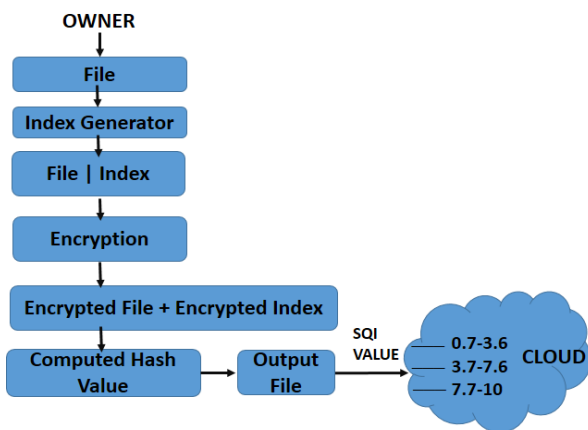 OWNER
File
Index Generator
File | Index
Encryption
Encrypted File + Encrypted Index
Computed Hash
Value
Output
File
SQI
VALUE
0.7-3.6
3.7-7.6
7.7-10
CLOUD